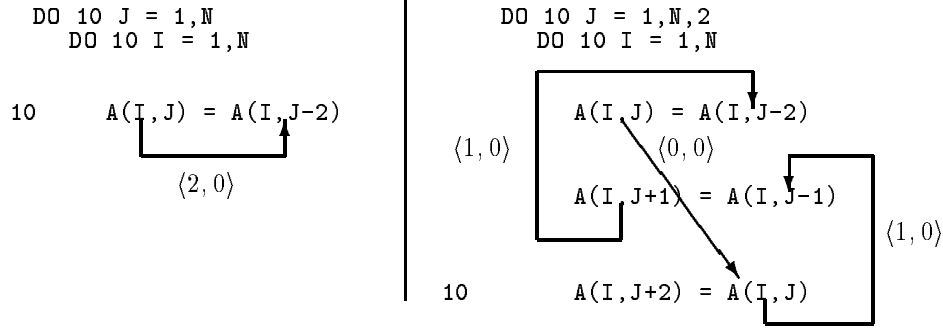 DO 10 J = 1,N
DO 10 I = 1,N
10 A(I,J) = A(I,J-2)
⟨2, 0⟩
DO 10 J = 1,N,2
DO 10 I = 1,N
A(I,J) = A(I,J-2)
⟨1, 0⟩ ⟨0, 0⟩
A(I,J+1) = A(I,J-1)
⟨1, 0⟩
10 A(I,J+2) = A(I,J)